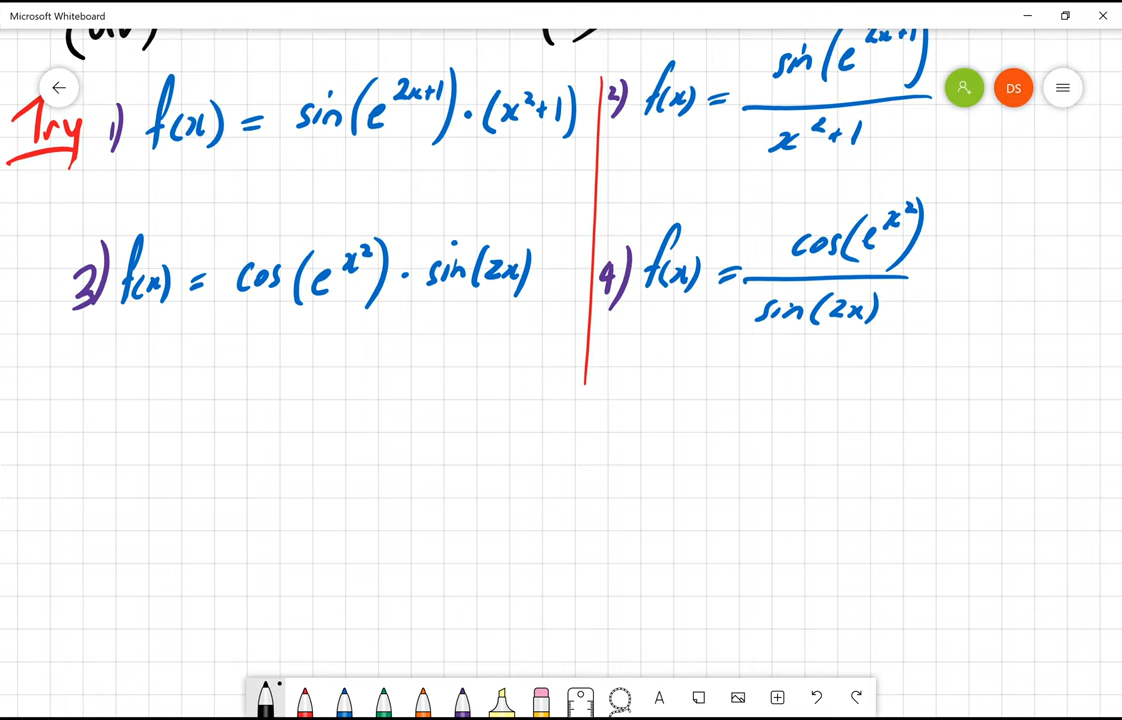 Microsoft Whiteboard
Try 1) f(x) = sin(e^(2x+1)) · (x²+1)
2) f(x) = sin(e^(2x+1)) / x²+1
DS
3) f(x) = cos(e^(x²)) · sin(2x)
4) f(x) = cos(e^(x²)) / sin(2x)
A